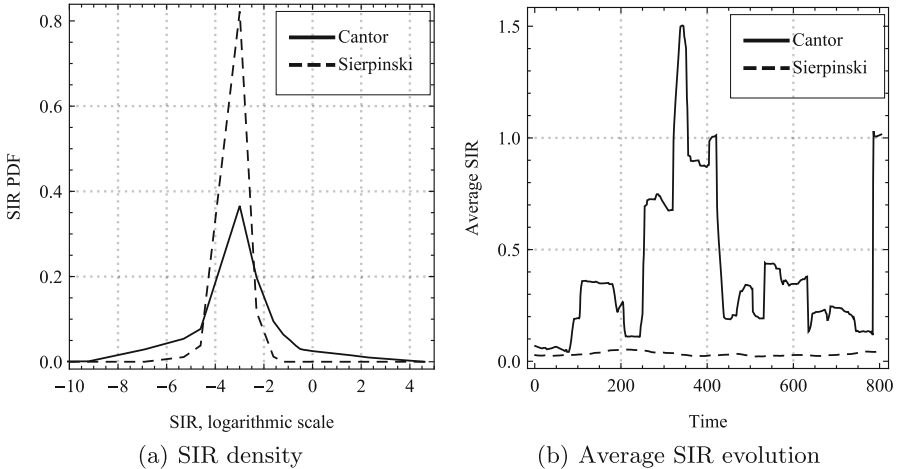 SIR PDF
0.8
0.6
0.4
0.2
0.0
−10 −8 −6 −4 −2 0 2 4
SIR, logarithmic scale
Cantor
Sierpinski
(a) SIR density
Average SIR
1.5
1.0
0.5
0.0
0 200 400 600 800
Time
Cantor
Sierpinski
(b) Average SIR evolution